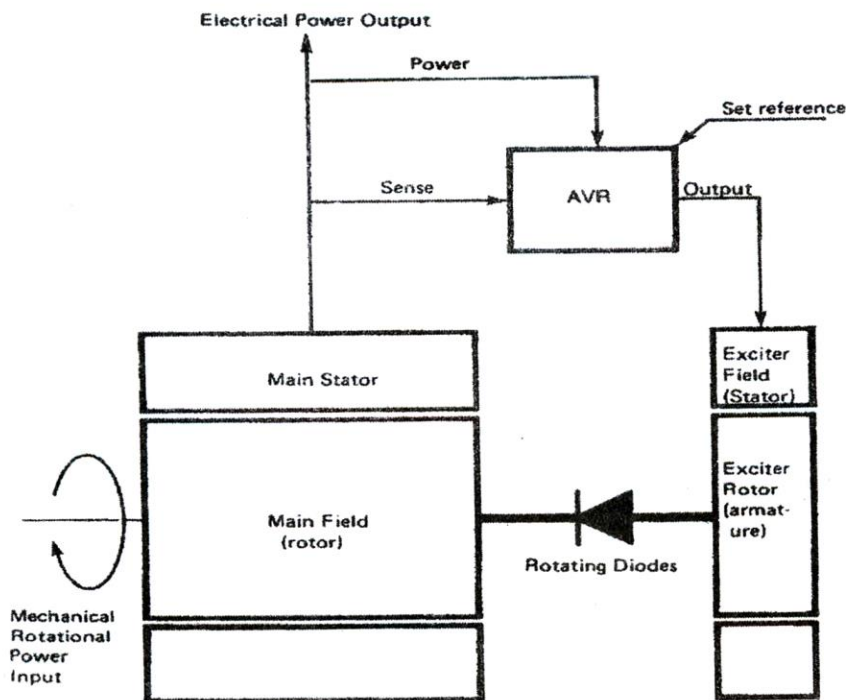 Electrical Power Output
Power
Set reference
Sense
AVR
Output
Main Stator
Exciter
Field
(Stator)
Main Field
(rotor)
Exciter
Rotor
(armat-
ure)
Rotating Diodes
Mechanical
Rotational
Power
Input